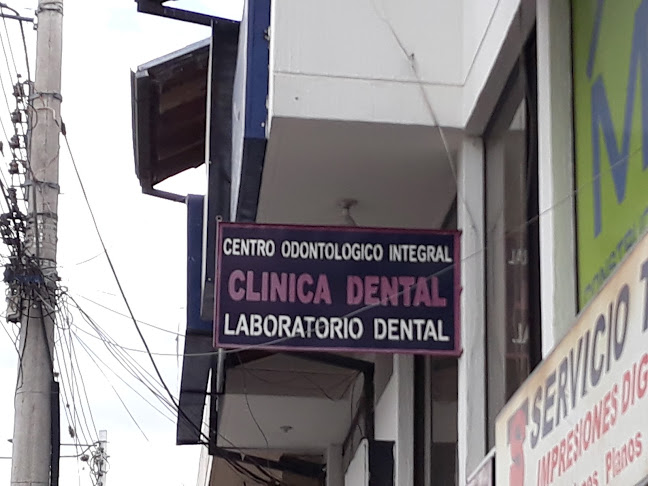 CENTRO ODONTOLOGICO INTEGRAL
CLINICA DENTAL
LABORATORIO DENTAL
M
SERVICIO T
IMPRESIONES DIG
Planos